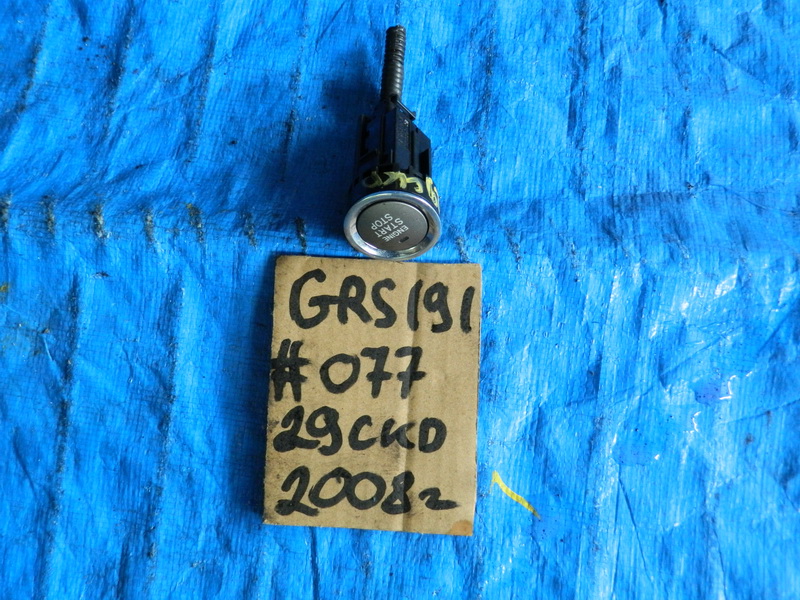 ENGINE
START
STOP
GRS191
#077
29CKD
2008г